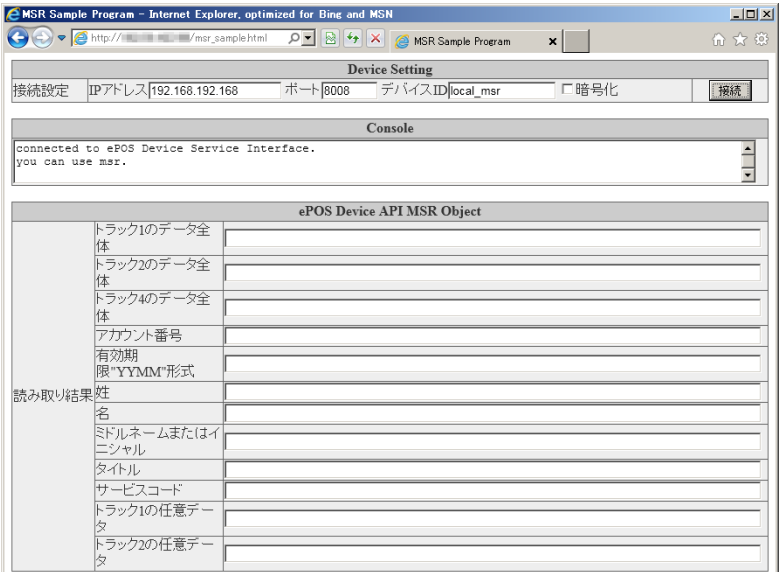 MSR Sample Program - Internet Explorer, optimized for Bing and MSN
http:// /msr_sample.html
MSR Sample Program
Device Setting
接続設定 IPアドレス 192.168.192.168 ポート 8008 デバイスID local_msr 暗号化 接続
Console
connected to ePOS Device Service Interface.
you can use msr.
ePOS Device API MSR Object
読み取り結果
トラック1のデータ全
体
トラック2のデータ全
体
トラック4のデータ全
体
アカウント番号
有効期
限"YYMM"形式
姓
名
ミドルネームまたはイ
ニシャル
タイトル
サービスコード
トラック1の任意デー
タ
トラック2の任意デー
タ